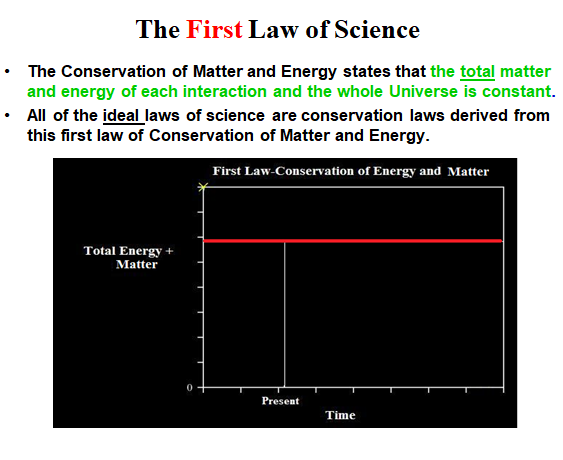 The First Law of Science
• The Conservation of Matter and Energy states that the total matter
and energy of each interaction and the whole Universe is constant.
• All of the ideal laws of science are conservation laws derived from
this first law of Conservation of Matter and Energy.
First Law-Conservation of Energy and Matter
Total Energy +
Matter
0
Present
Time